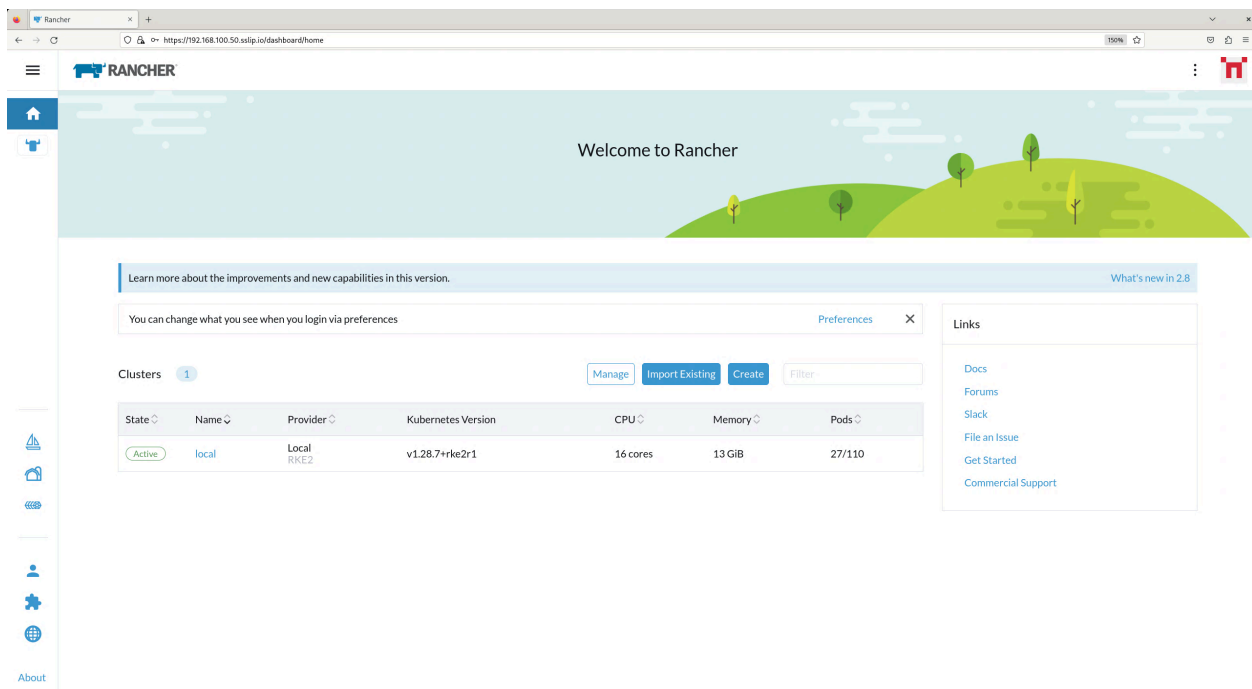 Rancher
https://192.168.100.50.sslip.io/dashboard/home
150%
RANCHER
Welcome to Rancher
Learn more about the improvements and new capabilities in this version.
What's new in 2.8
You can change what you see when you login via preferences
Preferences
Links
Docs
Forums
Slack
File an Issue
Get Started
Commercial Support
Clusters 1
Manage Import Existing Create Filter
State Name Provider Kubernetes Version CPU Memory Pods
Active local Local v1.28.7+rke2r1 16 cores 13 GiB 27/110
RKE2
About